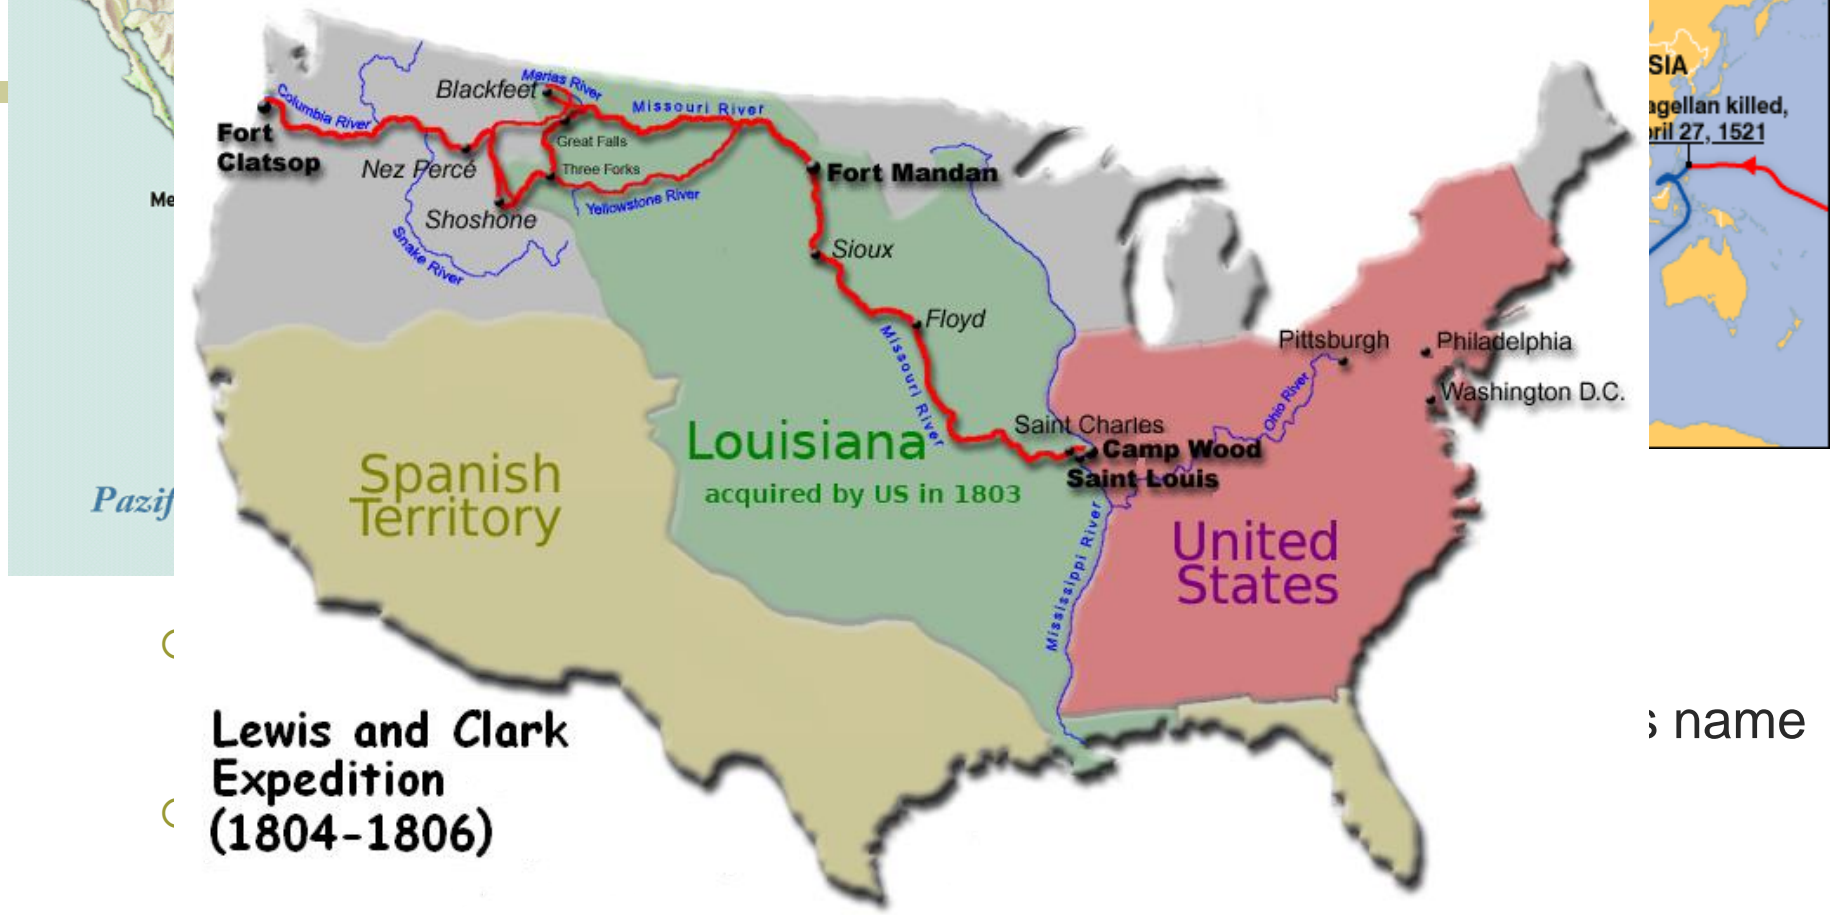 Blackfeet
Marias River
Missouri River
Columbia River
Fort
Clatsop
Great Falls
Nez Percé
Three Forks
Fort Mandan
Yellowstone River
Shoshone
Snake River
Sioux
Floyd
Missouri River
Pittsburgh
Philadelphia
Washington D.C.
Ohio River
Saint Charles
Camp Wood
Saint Louis
Louisiana
acquired by US in 1803
Spanish
Territory
Mississippi River
United
States
Lewis and Clark
Expedition
(1804-1806)
Me
Pazif
SIA
agellan killed,
pril 27, 1521
s name